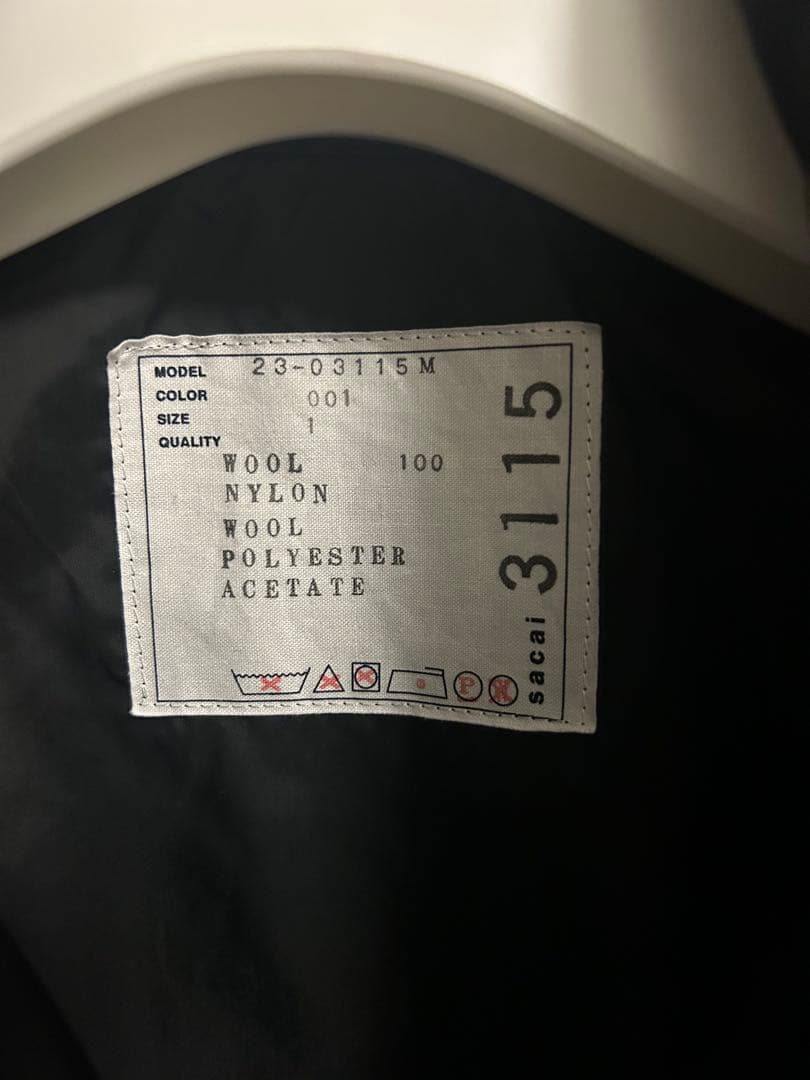 MODEL 23-03115M
COLOR 001
SIZE 1
QUALITY
WOOL 100
NYLON
WOOL
POLYESTER
ACETATE
P
sacai 3115